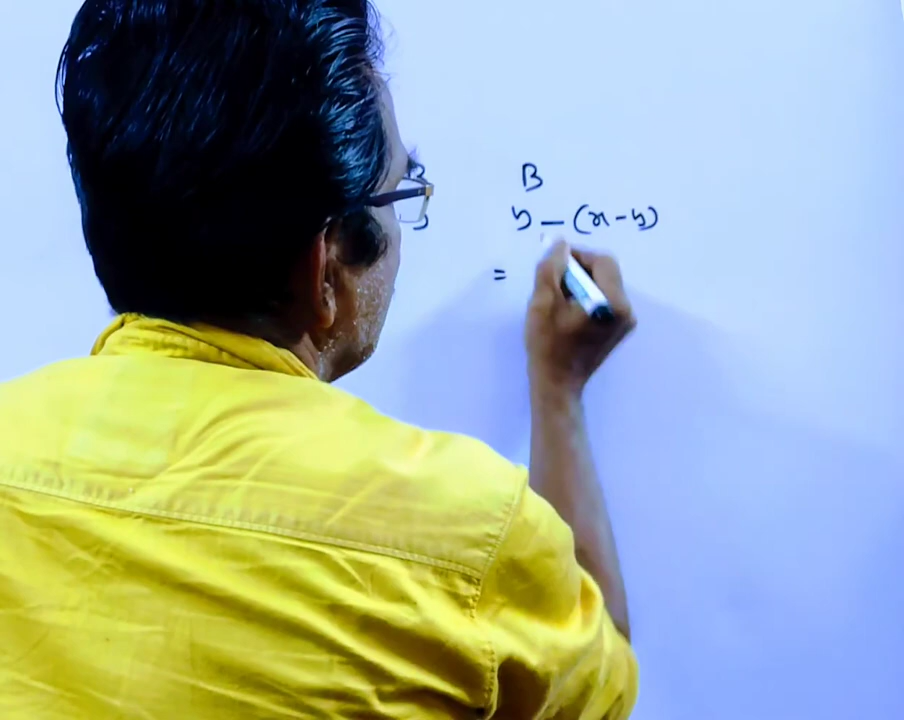 B
y – (x – y)
=